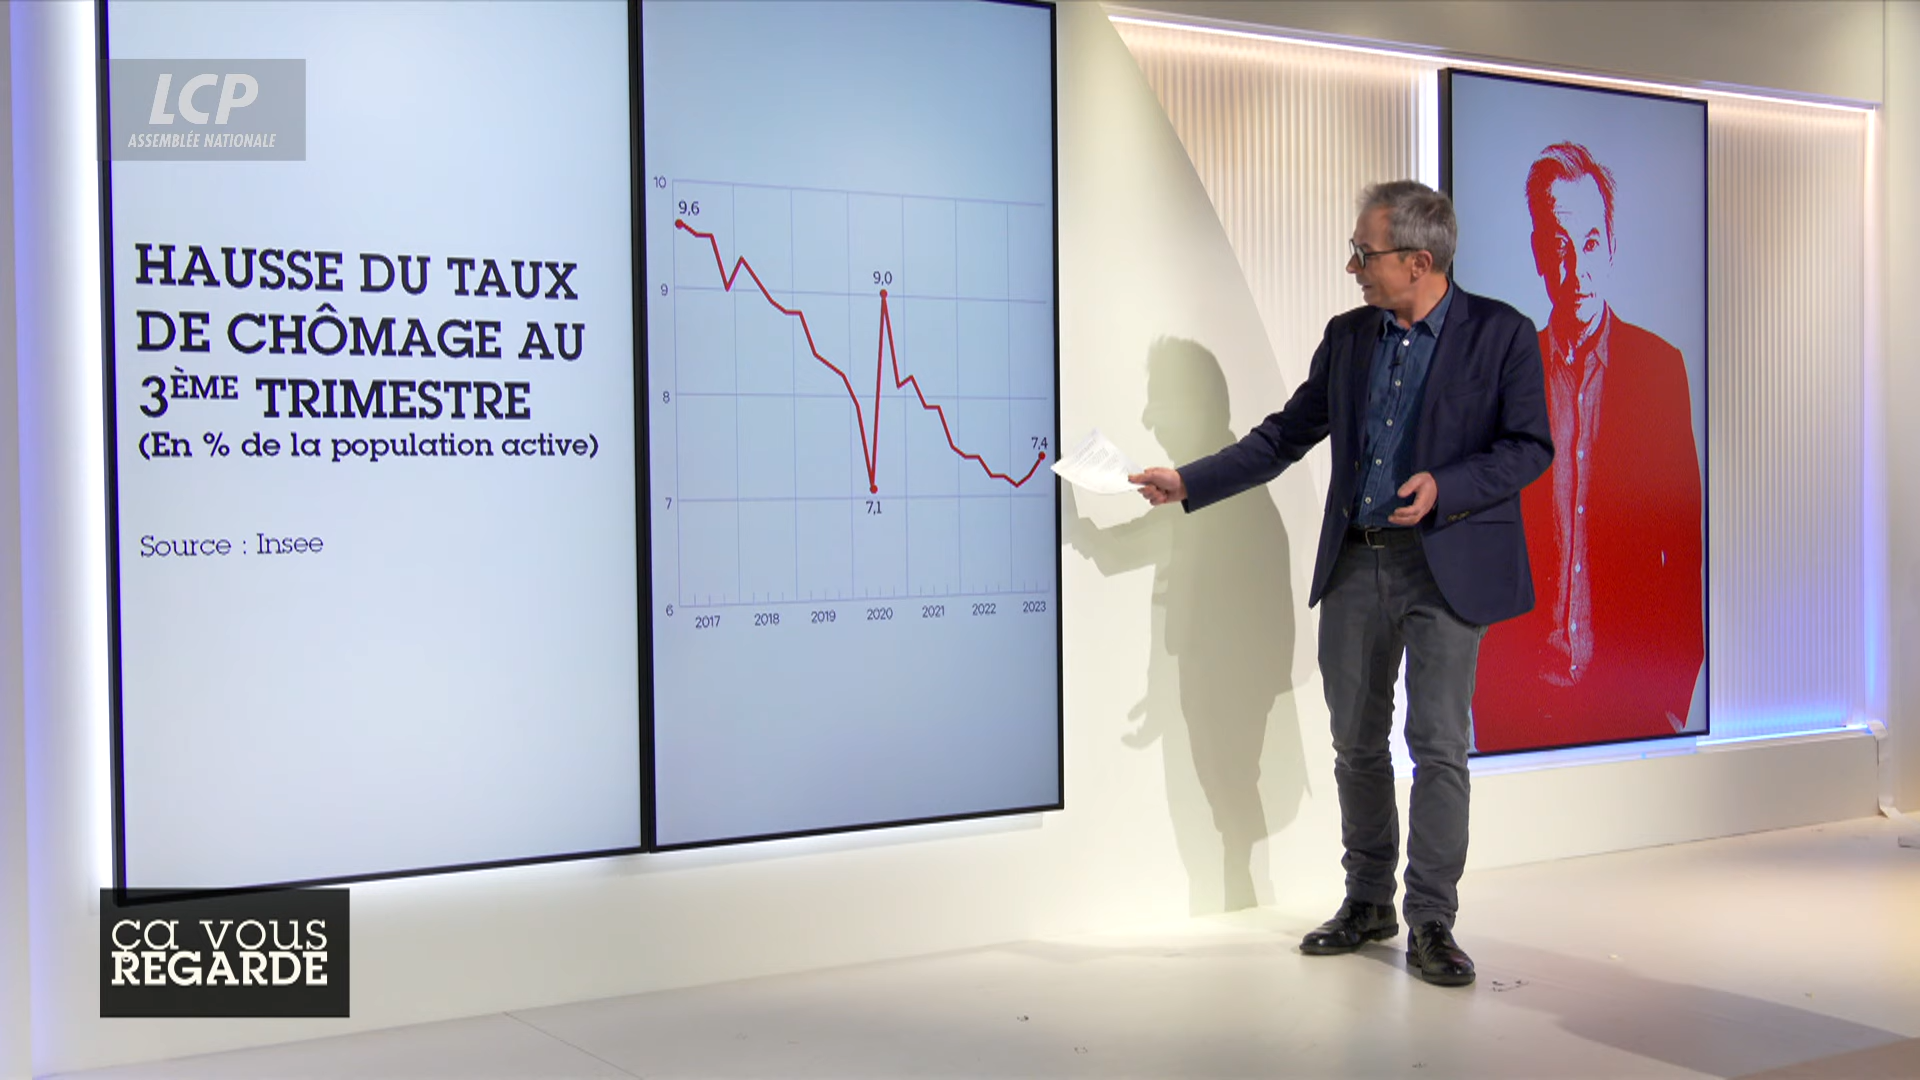 LCP
ASSEMBLÉE NATIONALE
HAUSSE DU TAUX
DE CHÔMAGE AU
3ÈME TRIMESTRE
(En % de la population active)
Source : Insee
10
9,6
9
9,0
8
7,4
7
7,1
6
2017 2018 2019 2020 2021 2022 2023
ça vous
REGARDE